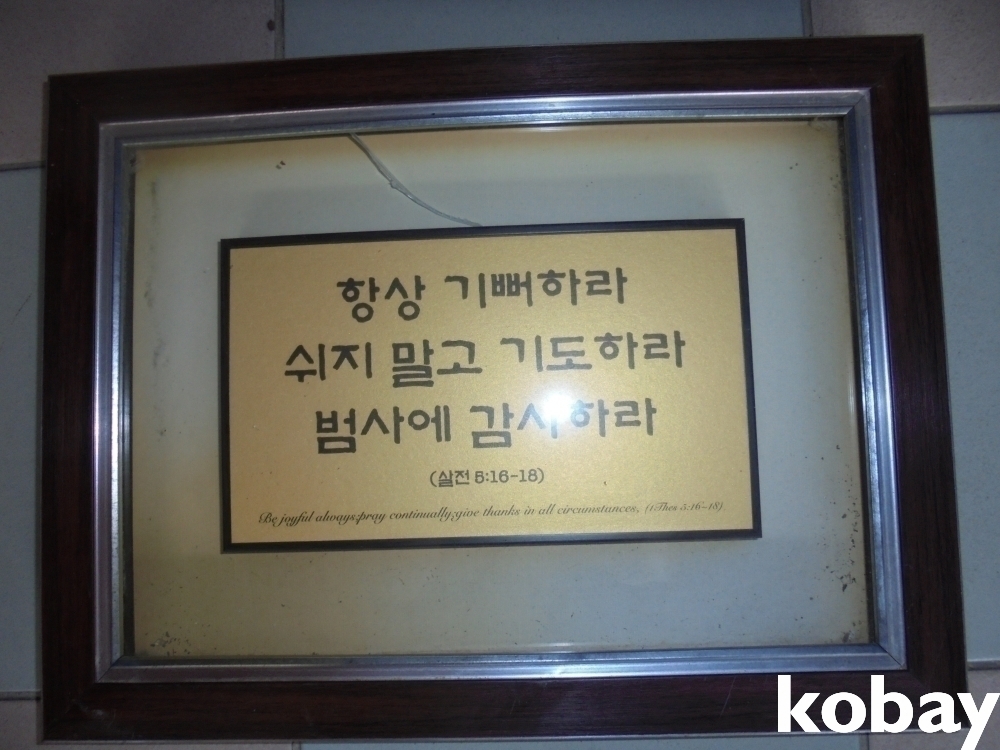 항상 기뻐하라
쉬지 말고 기도하라
범사에 감사하라
(살전 5:16-18)
Be joyful always;pray continually;give thanks in all circumstances, (1Thes 5:16-18)
kobay